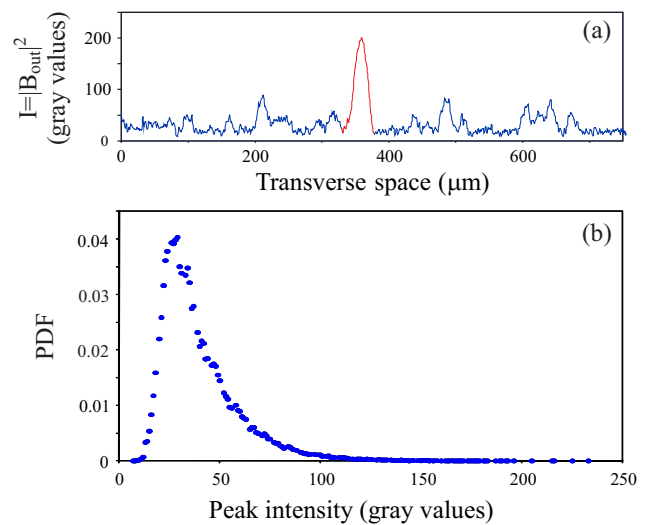 (a)
I=|B_out|^2
(gray values)
200
100
0
0 200 400 600
Transverse space (μm)
(b)
PDF
0.04
0.03
0.02
0.01
0
0 50 100 150 200 250
Peak intensity (gray values)